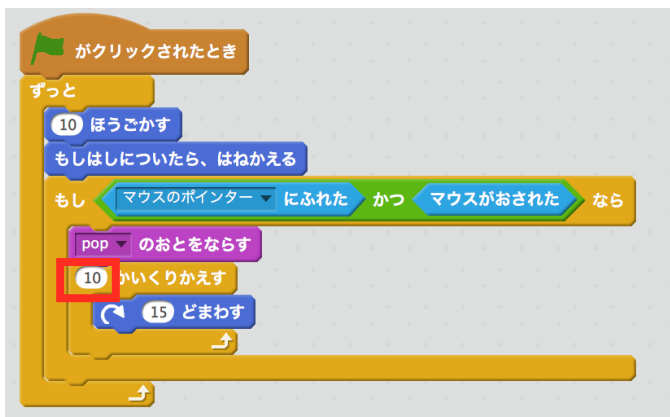 がクリックされたとき
ずっと
10 ほうごかす
もしはしについたら、はねかえる
もし マウスのポインター にふれた かつ マウスがおされた なら
pop のおとをならす
10 かいくりかえす
15 どまわす